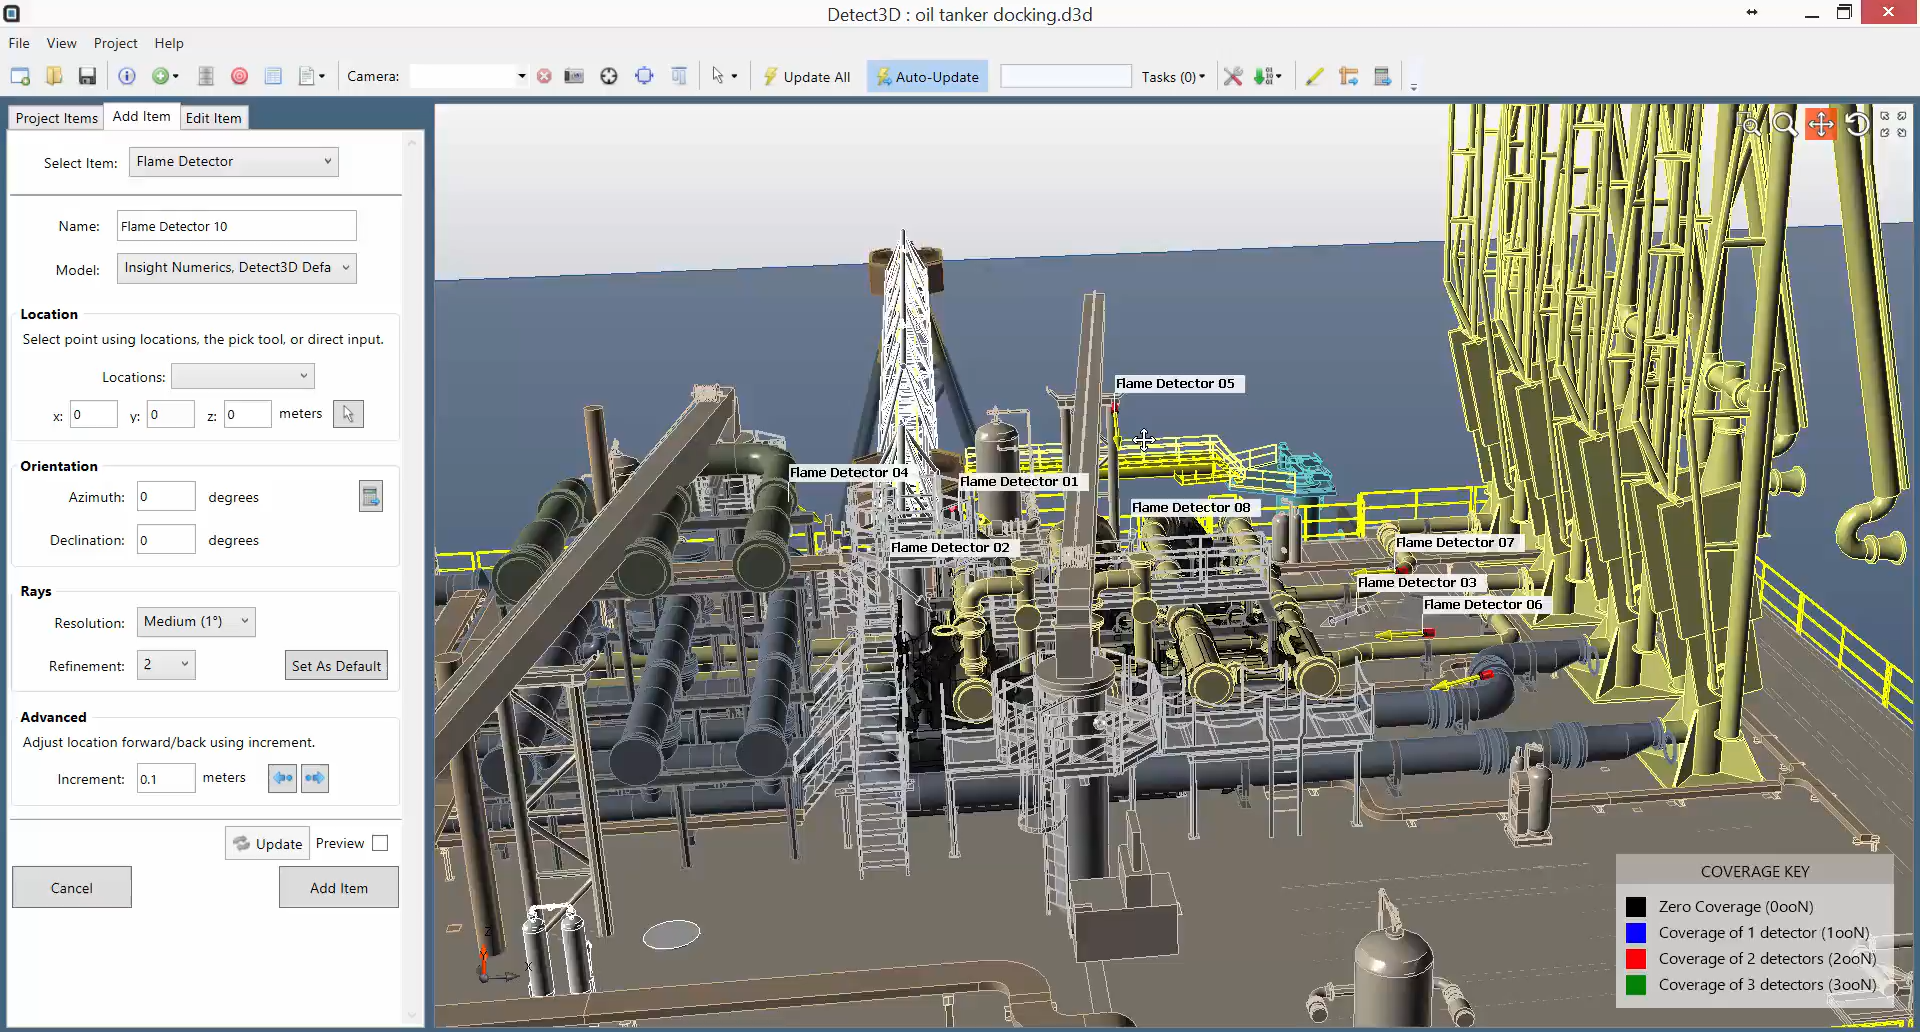 Detect3D : oil tanker docking.d3d
File View Project Help
Camera: Update All Auto-Update Tasks (0)
Project Items Add Item Edit Item
Select Item: Flame Detector
Name: Flame Detector 10
Model: Insight Numerics, Detect3D Defa
Location
Select point using locations, the pick tool, or direct input.
Locations:
x: 0 y: 0 z: 0 meters
Orientation
Azimuth: 0 degrees
Declination: 0 degrees
Rays
Resolution: Medium (1°)
Refinement: 2 Set As Default
Advanced
Adjust location forward/back using increment.
Increment: 0.1 meters
Update Preview
Cancel Add Item
Flame Detector 05
Flame Detector 04
Flame Detector 01
Flame Detector 08
Flame Detector 02
Flame Detector 07
Flame Detector 03
Flame Detector 06
Z
Y
X
COVERAGE KEY
Zero Coverage (0ooN)
Coverage of 1 detector (1ooN)
Coverage of 2 detectors (2ooN)
Coverage of 3 detectors (3ooN)